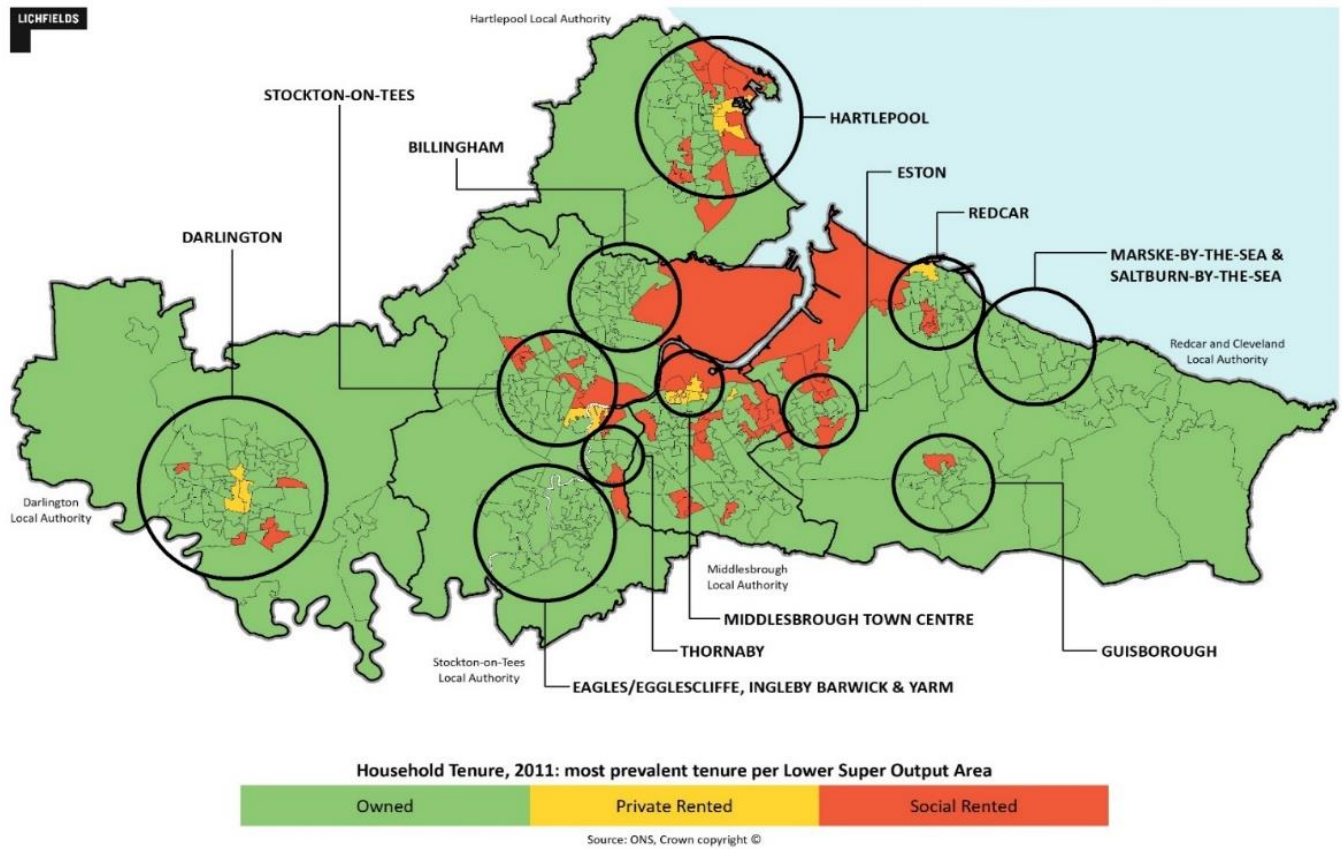 LICHFIELDS
Hartlepool Local Authority
STOCKTON-ON-TEES
HARTLEPOOL
BILLINGHAM
ESTON
REDCAR
DARLINGTON
MARSKE-BY-THE-SEA &
SALTBURN-BY-THE-SEA
Redcar and Cleveland
Local Authority
Darlington
Local Authority
Middlesbrough
Local Authority
MIDDLESBROUGH TOWN CENTRE
THORNABY
GUISBOROUGH
Stockton-on-Tees
Local Authority
EAGLES/EGGLESCLIFFE, INGLEBY BARWICK & YARM
Household Tenure, 2011: most prevalent tenure per Lower Super Output Area
Owned
Private Rented
Social Rented
Source: ONS, Crown copyright ©